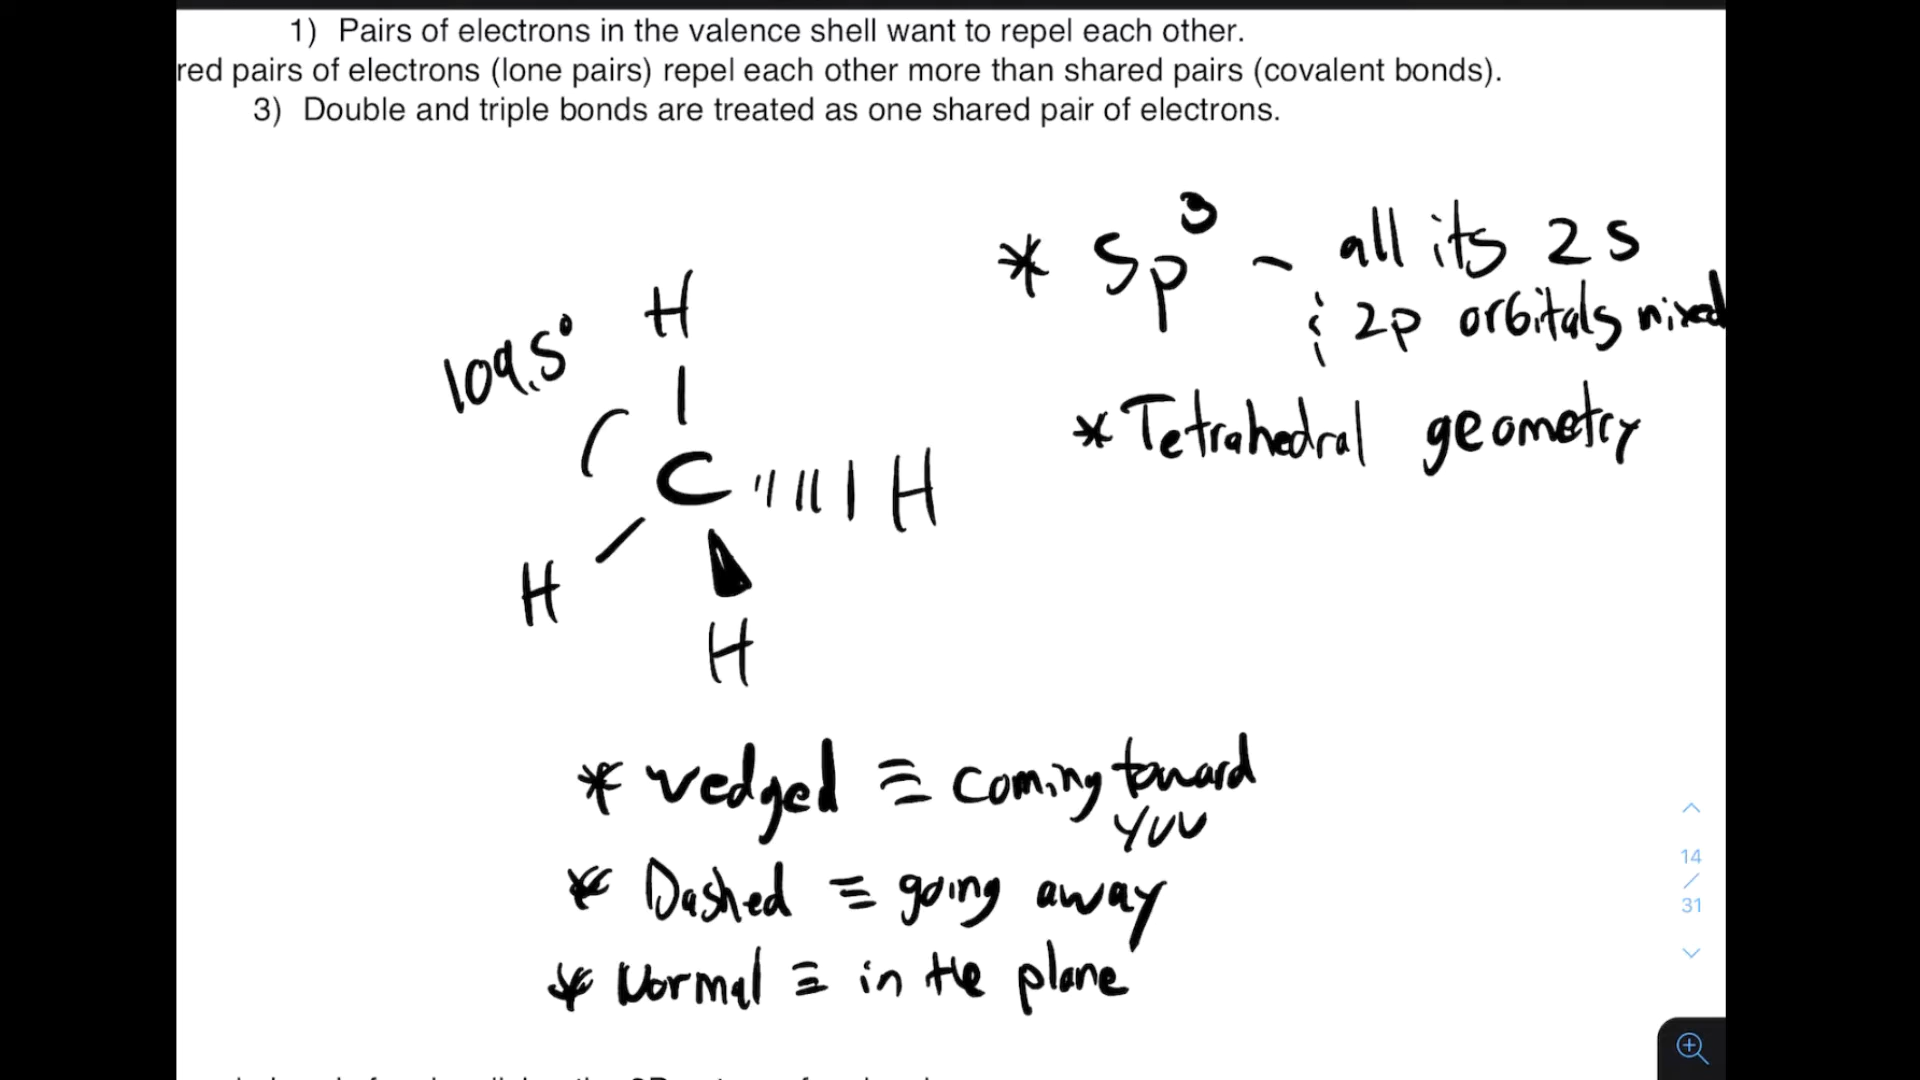 1) Pairs of electrons in the valence shell want to repel each other.
red pairs of electrons (lone pairs) repel each other more than shared pairs (covalent bonds).
3) Double and triple bonds are treated as one shared pair of electrons.
* Sp³ - all its 2s
& 2p orbitals mixed
* Tetrahedral geometry
109.5°
H
C H
H
H
* wedged ≡ coming toward
you
* Dashed ≡ going away
* Normal ≡ in the plane
14
/
31